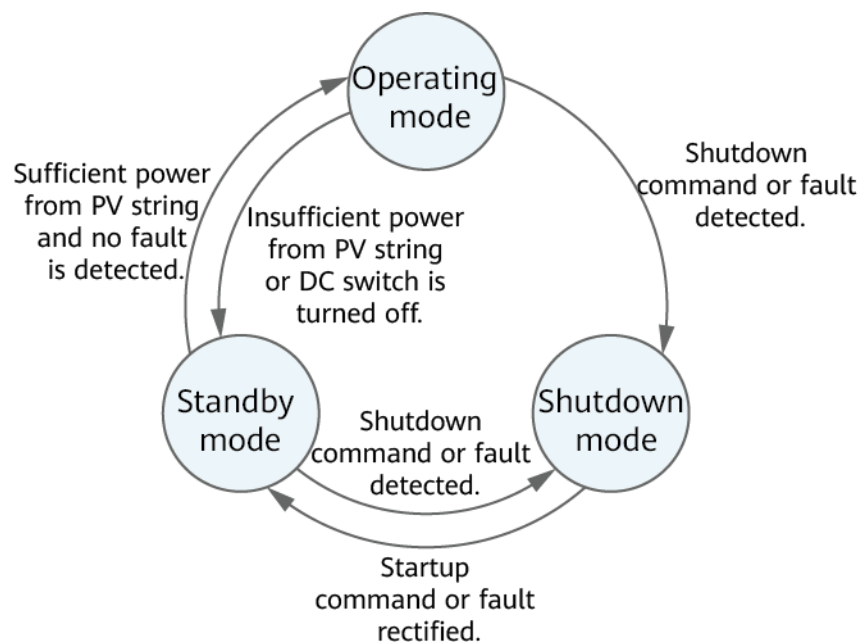 Operating
mode
Shutdown
command or fault
detected.
Sufficient power
from PV string
and no fault
is detected.
Insufficient power
from PV string
or DC switch is
turned off.
Standby
mode
Shutdown
command or fault
detected.
Shutdown
mode
Startup
command or fault
rectified.